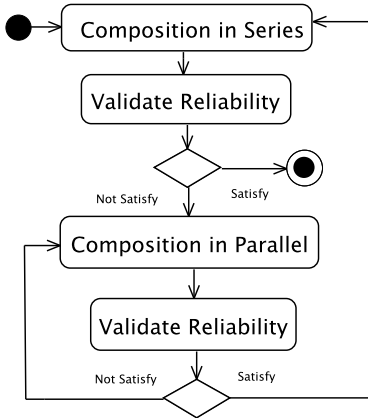 Composition in Series
Validate Reliability
Not Satisfy
Satisfy
Composition in Parallel
Validate Reliability
Not Satisfy
Satisfy